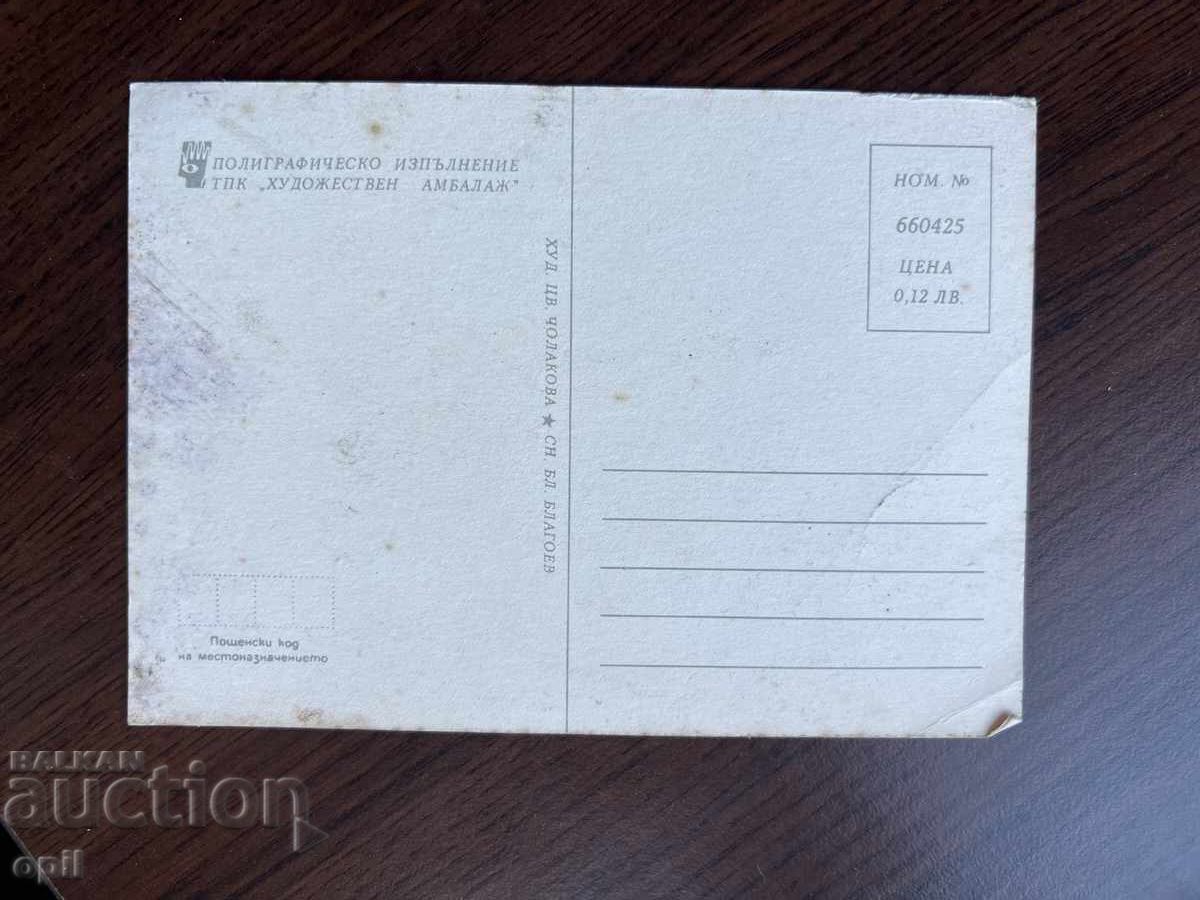 ПОЛИГРАФИЧЕСКО ИЗПЪЛНЕНИЕ
ТПК „ХУДОЖЕСТВЕН АМБАЛАЖ"
ХУД. ЦВ. ЧОЛАКОВА ★ СН. БЛ. БЛАГОЕВ
НОМ. №
660425
ЦЕНА
0,12 ЛВ.
Пощенски код
на местоназначението
BALKAN
auction
opil